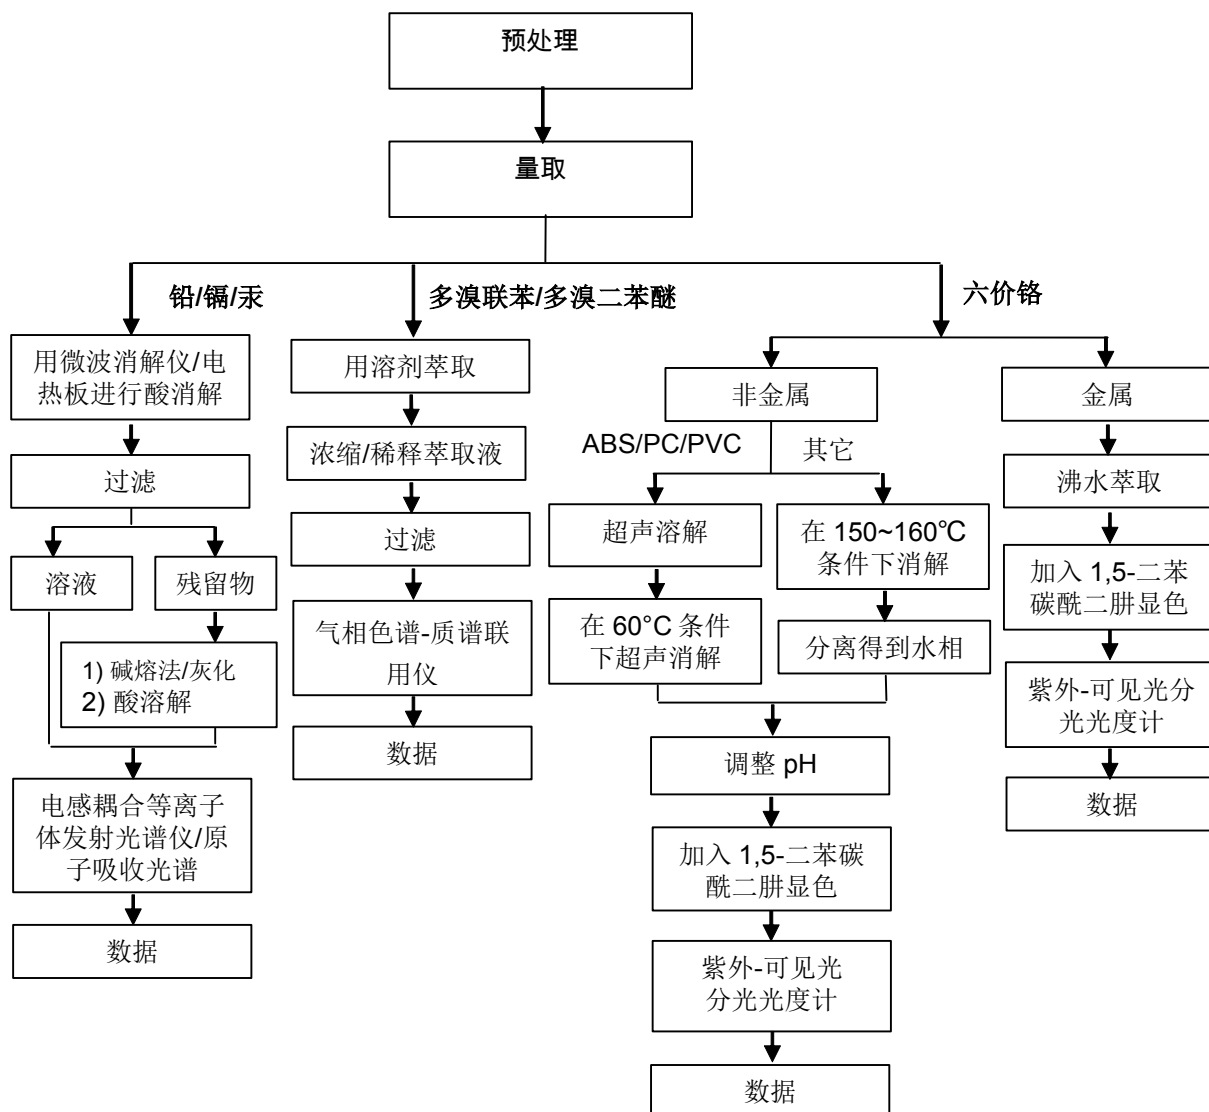 预处理
量取
铅/镉/汞
多溴联苯/多溴二苯醚
六价铬
用微波消解仪/电
热板进行酸消解
过滤
溶液
残留物
1) 碱熔法/灰化
2) 酸溶解
电感耦合等离子
体发射光谱仪/原
子吸收光谱
数据
用溶剂萃取
浓缩/稀释萃取液
过滤
气相色谱-质谱联
用仪
数据
非金属
ABS/PC/PVC
其它
超声溶解
在 60°C 条件
下超声消解
在 150~160℃
条件下消解
分离得到水相
调整 pH
加入 1,5-二苯碳
酰二肼显色
紫外-可见光
分光光度计
数据
金属
沸水萃取
加入 1,5-二苯
碳酰二肼显色
紫外-可见光分
光光度计
数据